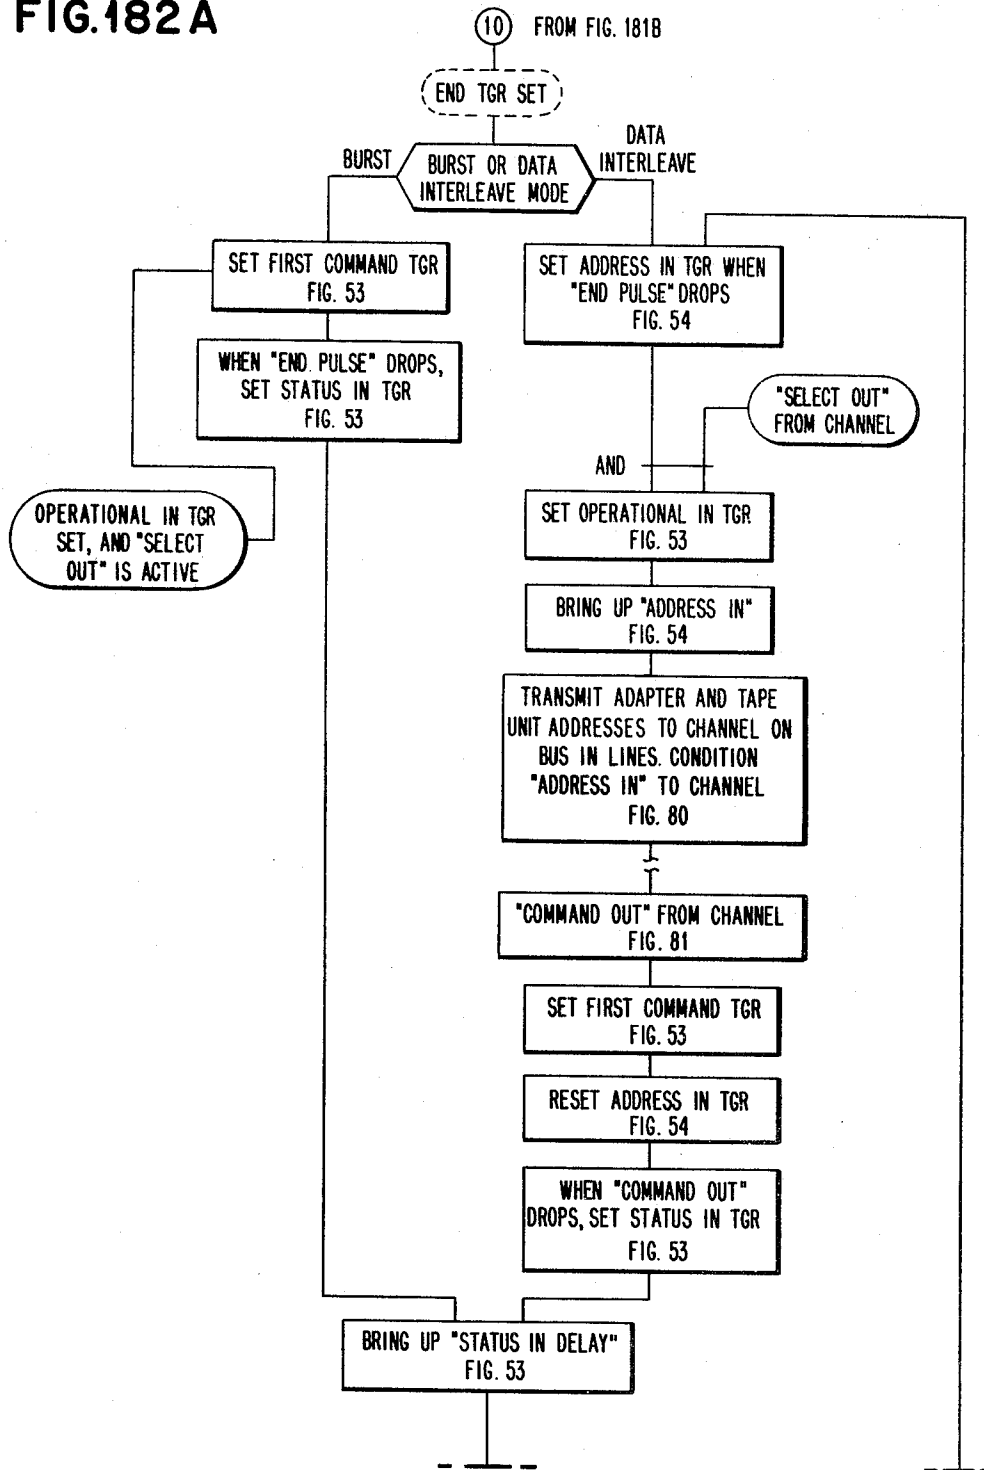 FIG.182A
10 FROM FIG. 181B
END TGR SET
BURST
BURST OR DATA
INTERLEAVE MODE
DATA
INTERLEAVE
SET FIRST COMMAND TGR
FIG. 53
WHEN "END PULSE" DROPS,
SET STATUS IN TGR
FIG. 53
OPERATIONAL IN TGR
SET, AND "SELECT
OUT" IS ACTIVE
SET ADDRESS IN TGR WHEN
"END PULSE" DROPS
FIG. 54
"SELECT OUT"
FROM CHANNEL
AND
SET OPERATIONAL IN TGR
FIG. 53
BRING UP "ADDRESS IN"
FIG. 54
TRANSMIT ADAPTER AND TAPE
UNIT ADDRESSES TO CHANNEL ON
BUS IN LINES. CONDITION
"ADDRESS IN" TO CHANNEL
FIG. 80
"COMMAND OUT" FROM CHANNEL
FIG. 81
SET FIRST COMMAND TGR
FIG. 53
RESET ADDRESS IN TGR
FIG. 54
WHEN "COMMAND OUT"
DROPS, SET STATUS IN TGR
FIG. 53
BRING UP "STATUS IN DELAY"
FIG. 53